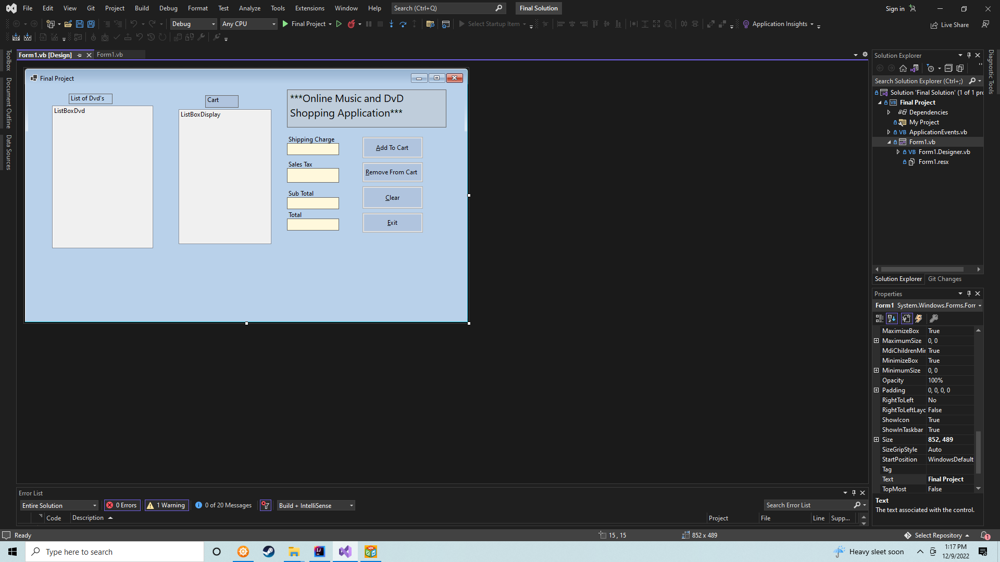 File Edit View Git Project Build Debug Format Test Analyze Tools Extensions Window Help Search (Ctrl+Q) Final Solution Sign in
Debug Any CPU Final Project Select Startup Item Application Insights Live Share
Form1.vb [Design] Form1.vb
Toolbox
Document Outline
Data Sources
Final Project
List of Dvd's
ListBoxDvd
Cart
ListBoxDisplay
***Online Music and DvD
Shopping Application***
Shipping Charge
Sales Tax
Sub Total
Total
Add To Cart
Remove From Cart
Clear
Exit
Solution Explorer
Search Solution Explorer (Ctrl+;)
Solution 'Final Solution' (1 of 1 pro
Final Project
Dependencies
My Project
VB ApplicationEvents.vb
Form1.vb
VB Form1.Designer.vb
Form1.resx
Solution Explorer Git Changes
Diagnostic Tools
Properties
Form1 System.Windows.Forms.Forr
MaximizeBox True
MaximumSize 0, 0
MdiChildrenMir True
MinimizeBox True
MinimumSize 0, 0
Opacity 100%
Padding 0, 0, 0, 0
RightToLeft No
RightToLeftLayc False
ShowIcon True
ShowInTaskbar True
Size 852, 489
SizeGripStyle Auto
StartPosition WindowsDefault
Tag
Text Final Project
TopMost False
Text
The text associated with the control.
Error List
Entire Solution 0 Errors 1 Warning 0 of 20 Messages Build + IntelliSense Search Error List
Code Description Project File Line Supp...
Ready 15 , 15 852 x 489 Select Repository 1
Type here to search Heavy sleet soon 1:17 PM
12/9/2022